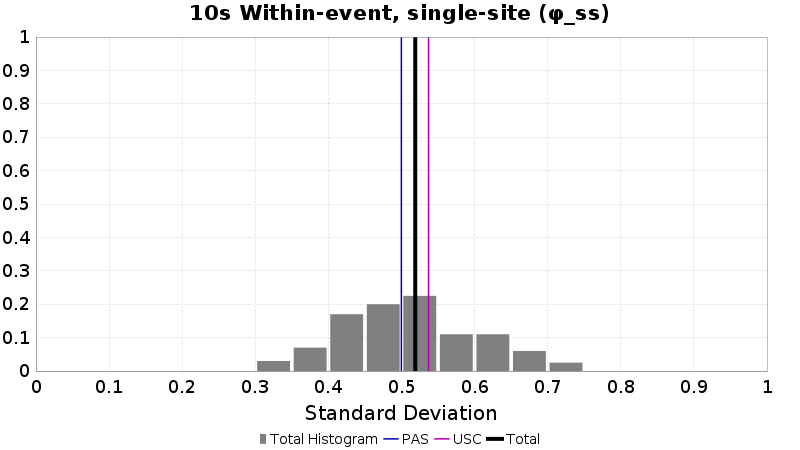 10s Within-event, single-site (φ_ss)
1
0.9
0.8
0.7
0.6
0.5
0.4
0.3
0.2
0.1
0
0 0.1 0.2 0.3 0.4 0.5 0.6 0.7 0.8 0.9 1
Standard Deviation
Total Histogram PAS USC Total